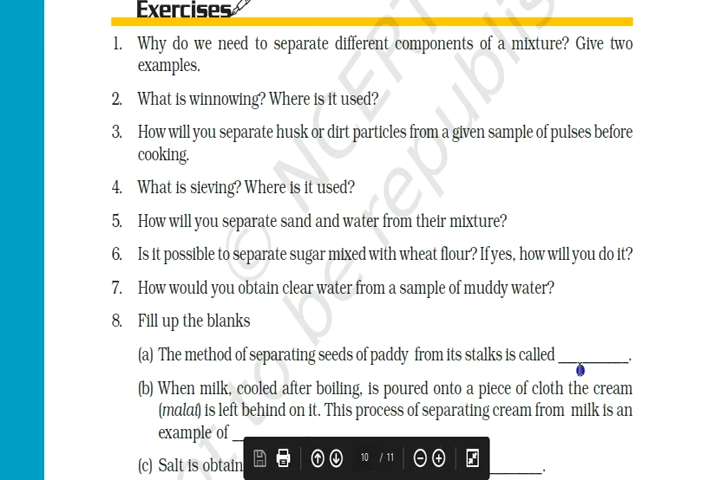 Exercises
1. Why do we need to separate different components of a mixture? Give two
examples.
2. What is winnowing? Where is it used?
3. How will you separate husk or dirt particles from a given sample of pulses before
cooking.
4. What is sieving? Where is it used?
5. How will you separate sand and water from their mixture?
6. Is it possible to separate sugar mixed with wheat flour? If yes, how will you do it?
7. How would you obtain clear water from a sample of muddy water?
8. Fill up the blanks
(a) The method of separating seeds of paddy from its stalks is called ________.
(b) When milk, cooled after boiling, is poured onto a piece of cloth the cream
(malai) is left behind on it. This process of separating cream from milk is an
example of _
(c) Salt is obtain ______.
10 / 11
© NCERT
not to be republis